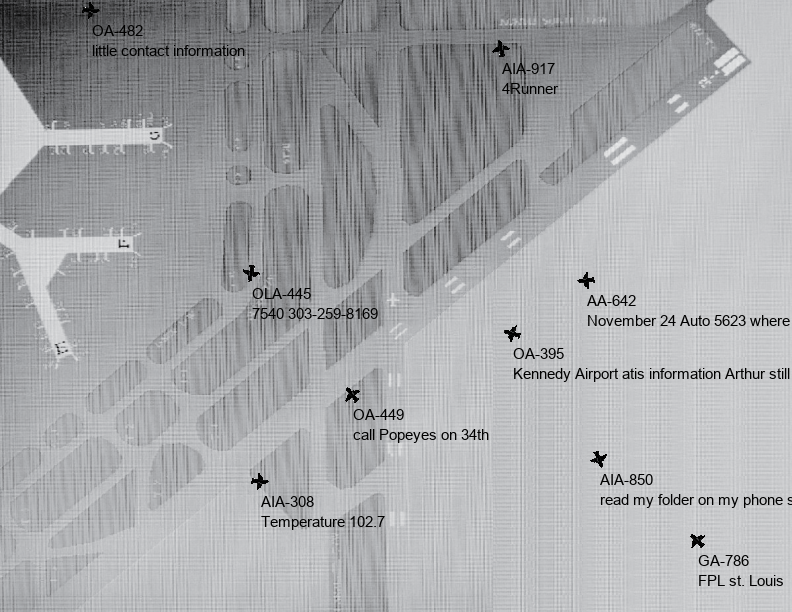 OA-482
little contact information
AIA-917
4Runner
OLA-445
7540 303-259-8169
AA-642
November 24 Auto 5623 where
OA-395
Kennedy Airport atis information Arthur still
OA-449
call Popeyes on 34th
AIA-850
read my folder on my phone s
AIA-308
Temperature 102.7
GA-786
FPL st. Louis